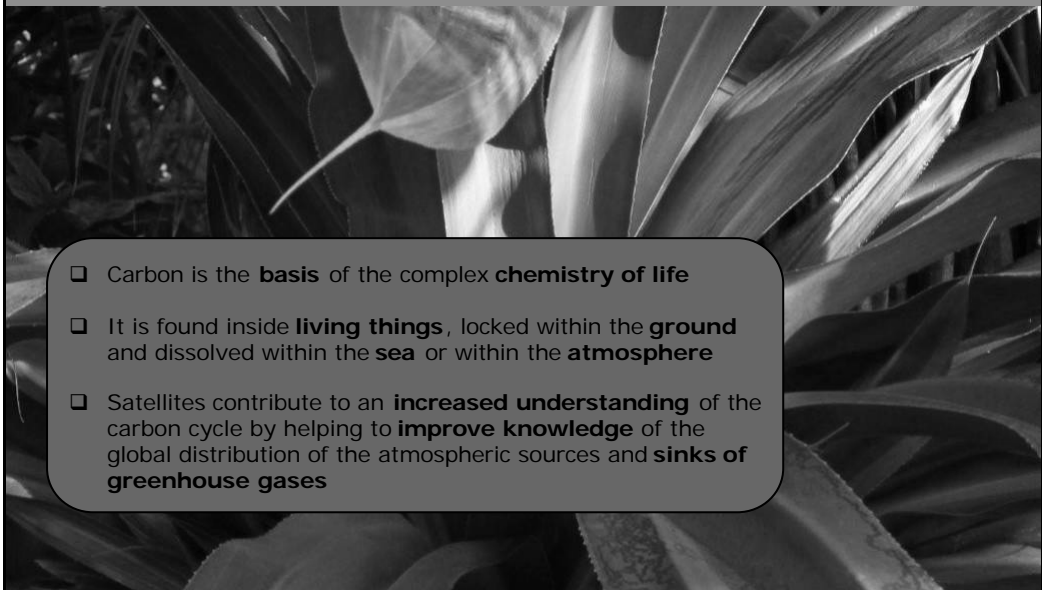 ❑ Carbon is the basis of the complex chemistry of life
❑ It is found inside living things, locked within the ground
and dissolved within the sea or within the atmosphere
❑ Satellites contribute to an increased understanding of the
carbon cycle by helping to improve knowledge of the
global distribution of the atmospheric sources and sinks of
greenhouse gases